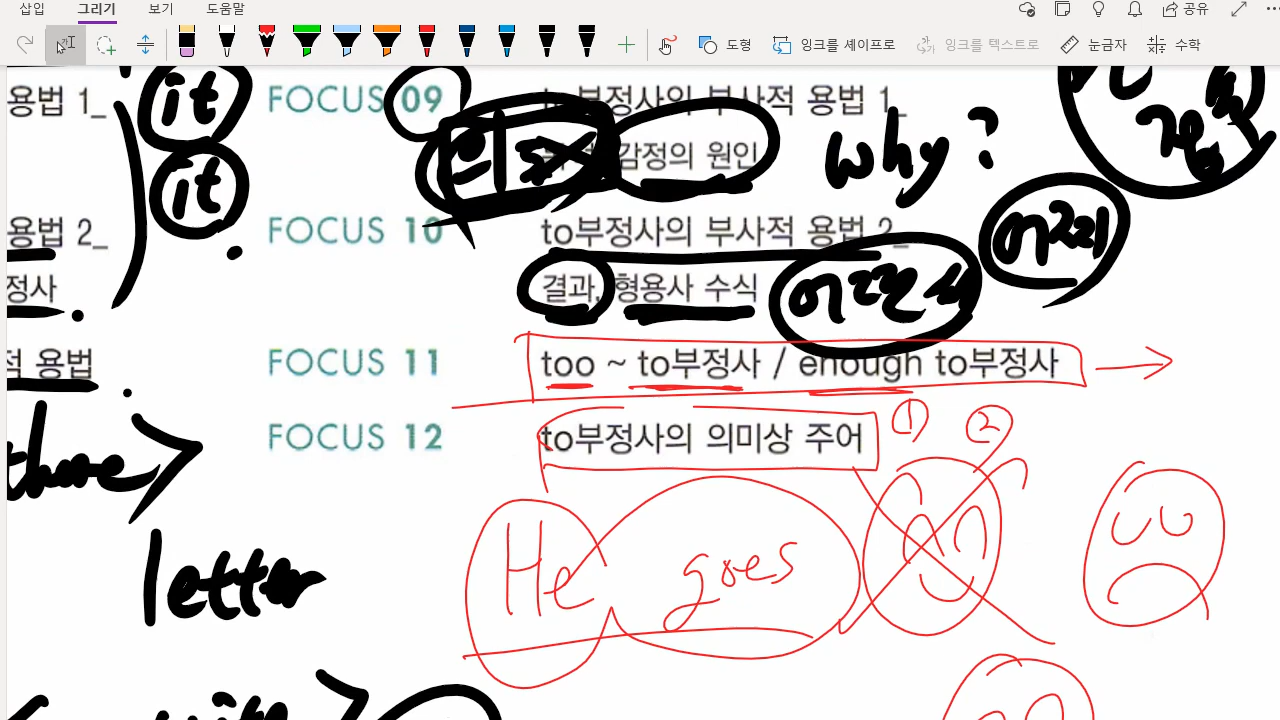 삽입 그리기 보기 도움말 공유
도형 잉크를 셰이프로 잉크를 텍스트로 눈금자 수학
용법 1_ it FOCUS 09 to부정사의 부사적 용법 1_
감정의 원인 why?
it
용법 2_ FOCUS 10 to부정사의 부사적 용법 2_
정사 결과, 형용사 수식
적 용법 FOCUS 11 too ~ to부정사 / enough to부정사
FOCUS 12 to부정사의 의미상 주어 ① ②
He goes
letter